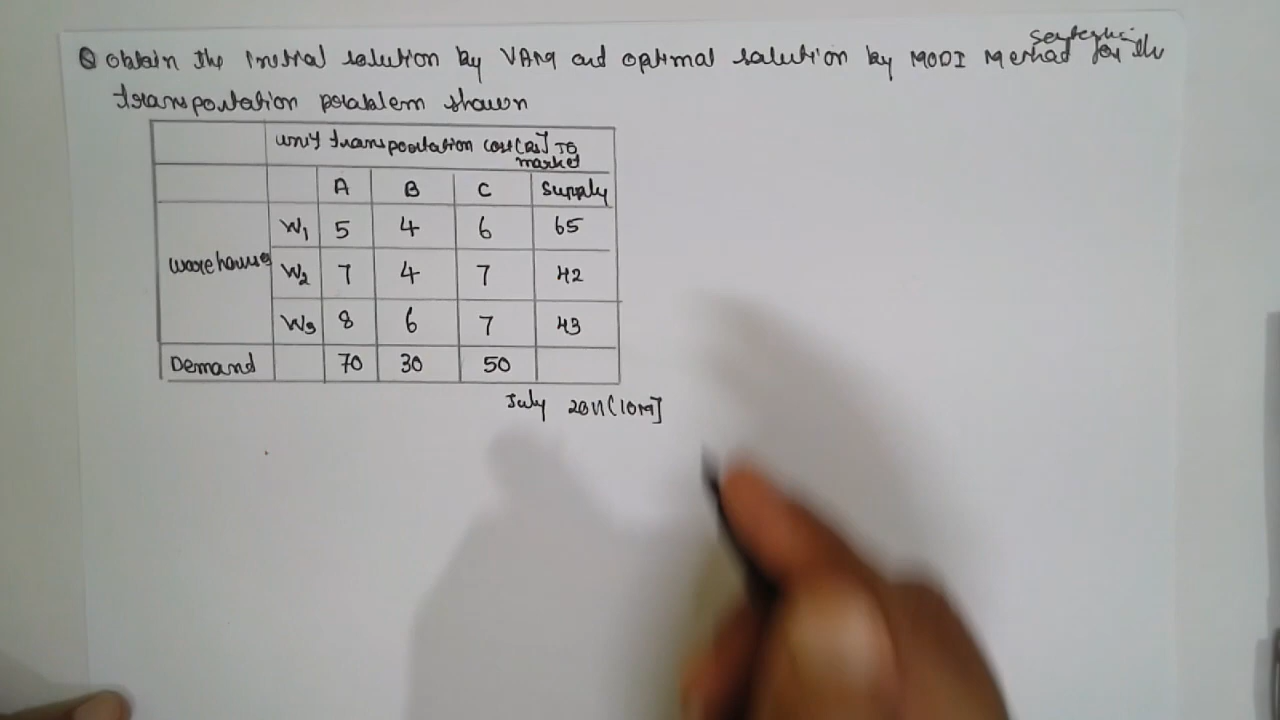 Q obtain the initial solution by VAM and optimal solution by MODI Method for the
transportation problem shown
unit transportation cost (Rs] To
market
A B C Supply
W1 5 4 6 65
warehouse W2 7 4 7 42
W3 8 6 7 43
Demand 70 30 50
July 2011 (10M]